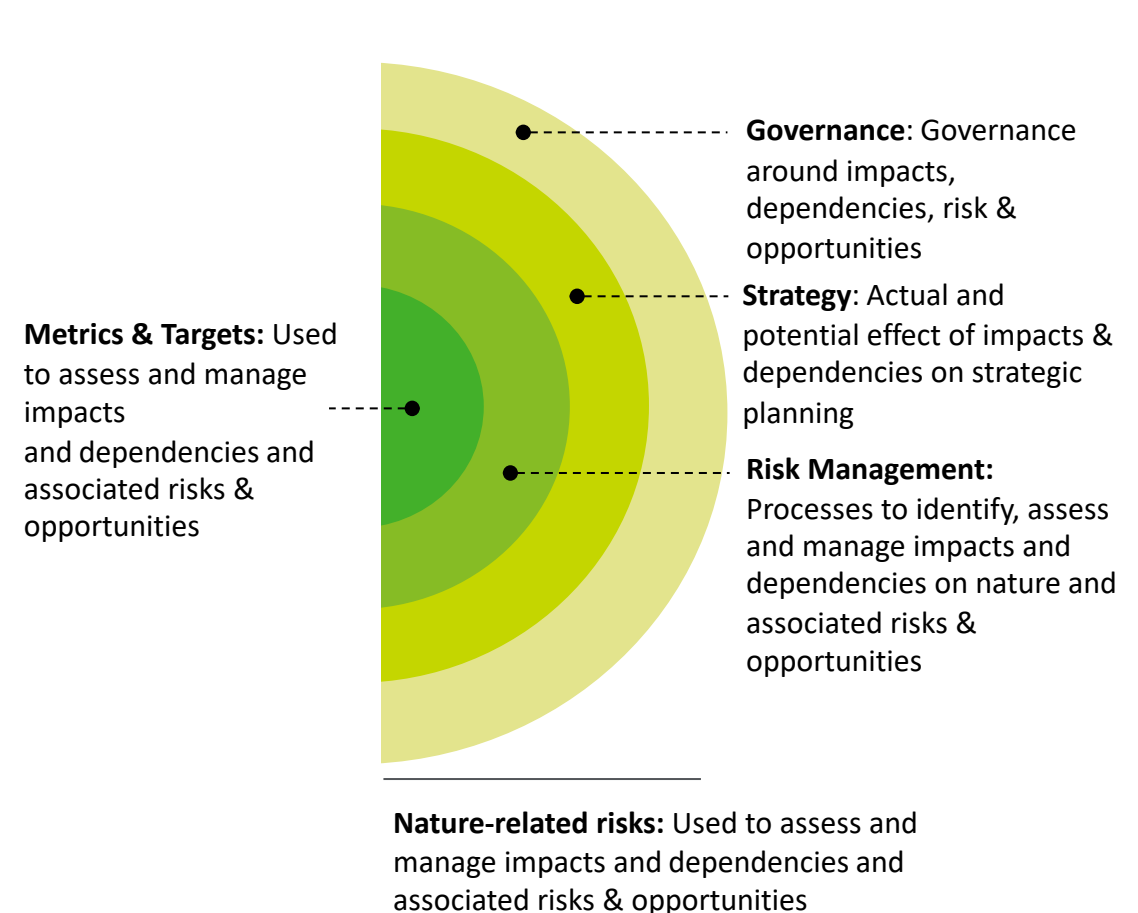 Governance: Governance
around impacts,
dependencies, risk &
opportunities
Strategy: Actual and
potential effect of impacts &
dependencies on strategic
planning
Metrics & Targets: Used
to assess and manage
impacts
and dependencies and
associated risks &
opportunities
Risk Management:
Processes to identify, assess
and manage impacts and
dependencies on nature and
associated risks &
opportunities
Nature-related risks: Used to assess and
manage impacts and dependencies and
associated risks & opportunities